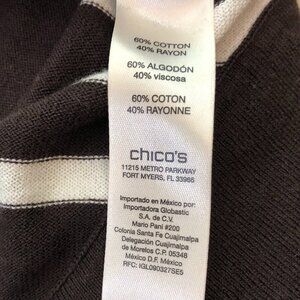 60% COTTON
40% RAYON
60% ALGODÓN
40% viscosa
60% COTON
40% RAYONNE
chico's
11215 METRO PARKWAY
FORT MYERS, FL 33966
Importado en México por:
Importadora Globastic
S.A. de C.V.
Mario Pani #200
Colonia Santa Fe Cuajimalpa
Delegación Cuajimalpa
de Morelos C.P. 05348
México D.F. México
RFC: IGL090327SE5